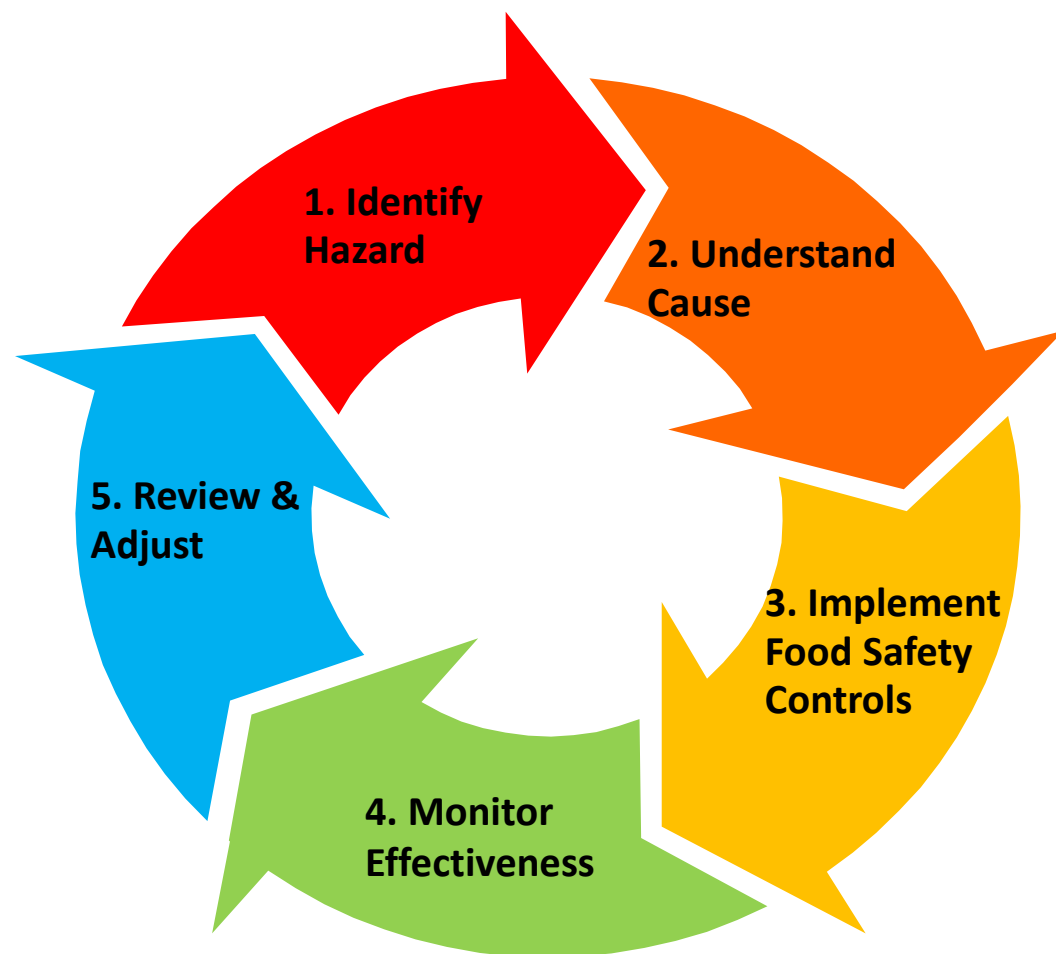 1. Identify
Hazard
2. Understand
Cause
3. Implement
Food Safety
Controls
4. Monitor
Effectiveness
5. Review &
Adjust